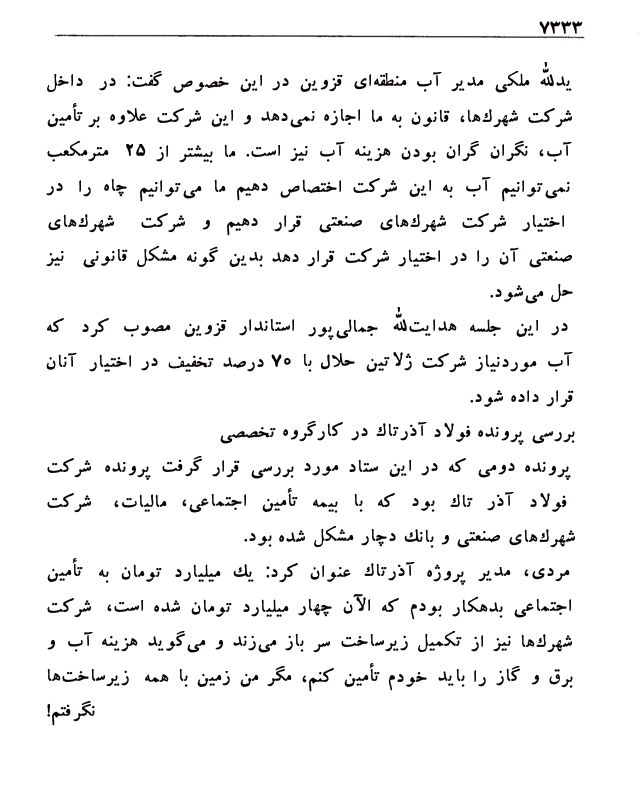 ۷۳۳۳
یدالله ملکی مدیر آب منطقه‌ای قزوین در این خصوص گفت: در داخل
شرکت شهرك‌ها، قانون به ما اجازه نمی‌دهد و این شرکت علاوه بر تأمین
آب، نگران گران بودن هزینه آب نیز است. ما بیشتر از ۲۵ مترمکعب
نمی‌توانیم آب به این شرکت اختصاص دهیم ما می‌توانیم چاه را در
اختیار شرکت شهرك‌های صنعتی قرار دهیم و شرکت شهرك‌های
صنعتی آن را در اختیار شرکت قرار دهد بدین گونه مشکل قانونی نیز
حل می‌شود.
در این جلسه هدایت‌الله جمالی‌پور استاندار قزوین مصوب کرد که
آب موردنیاز شرکت ژلاتین حلال با ۷۰ درصد تخفیف در اختیار آنان
قرار داده شود.
بررسی پرونده فولاد آذرتاك در کارگروه تخصصی
پرونده دومی که در این ستاد مورد بررسی قرار گرفت پرونده شرکت
فولاد آذر تاك بود که با بیمه تأمین اجتماعی، مالیات، شرکت
شهرك‌های صنعتی و بانك دچار مشکل شده بود.
مردی، مدیر پروژه آذرتاك عنوان کرد: یك میلیارد تومان به تأمین
اجتماعی بدهکار بودم که الآن چهار میلیارد تومان شده است، شرکت
شهرك‌ها نیز از تکمیل زیرساخت سر باز می‌زند و می‌گوید هزینه آب و
برق و گاز را باید خودم تأمین کنم، مگر من زمین با همه زیرساخت‌ها
نگرفتم!